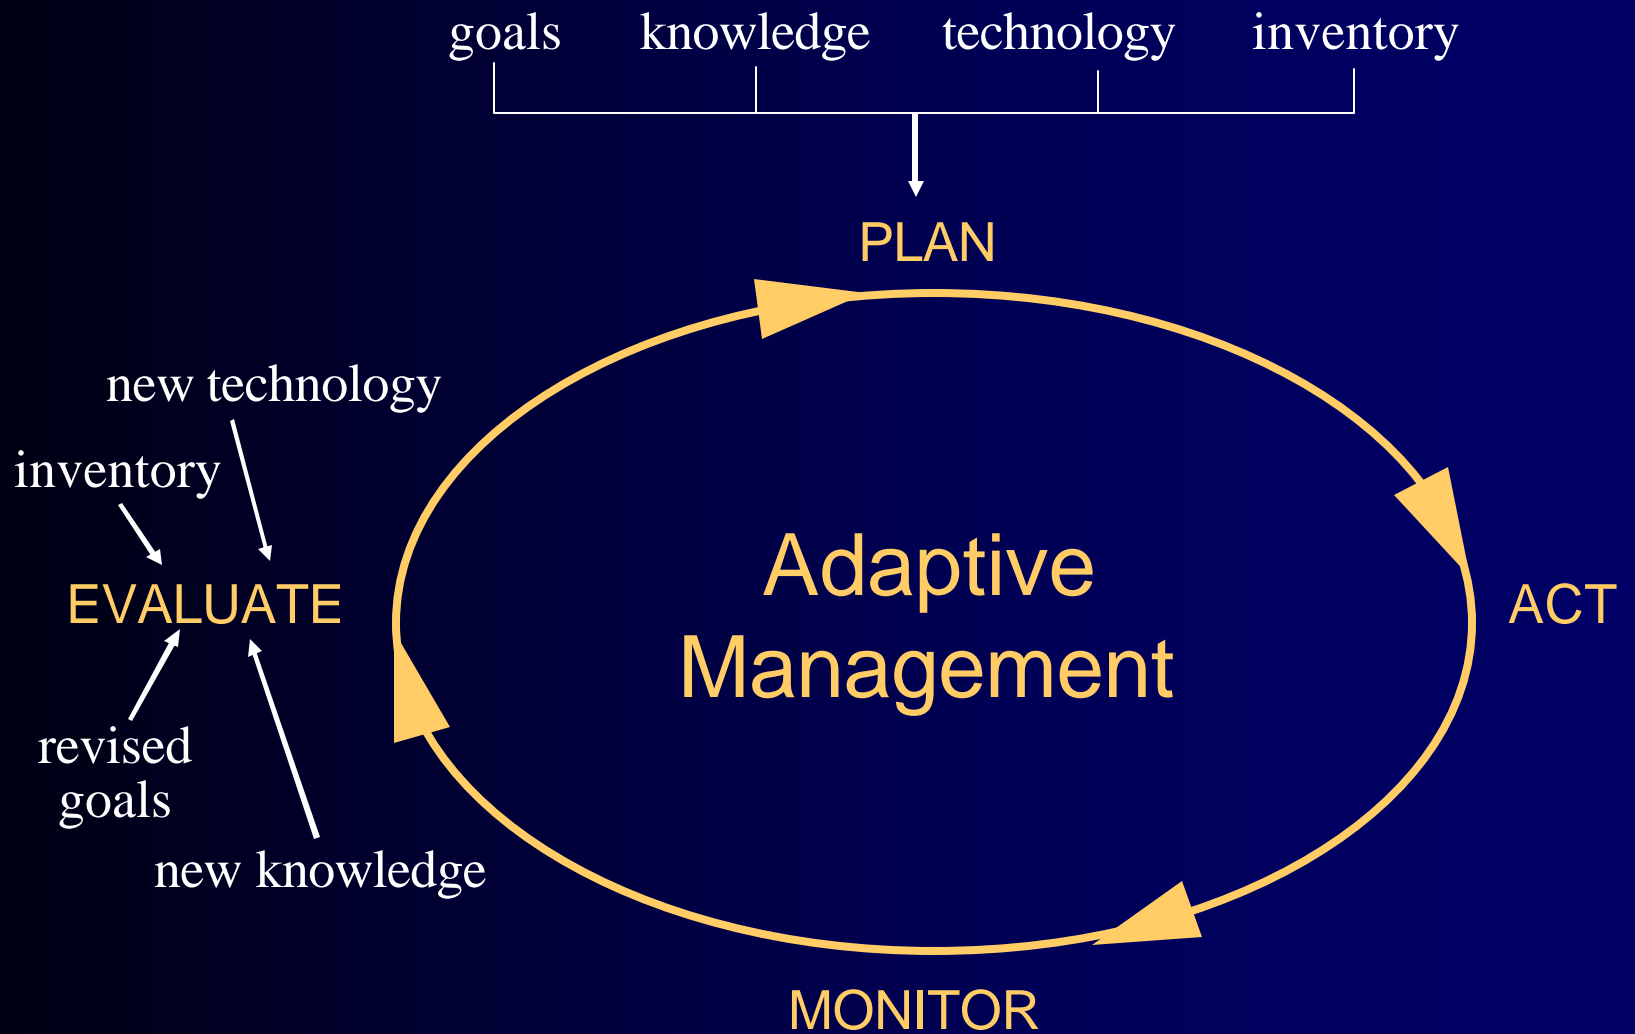 goals knowledge technology inventory
PLAN
new technology
inventory
Adaptive
Management
EVALUATE
ACT
revised
goals
new knowledge
MONITOR